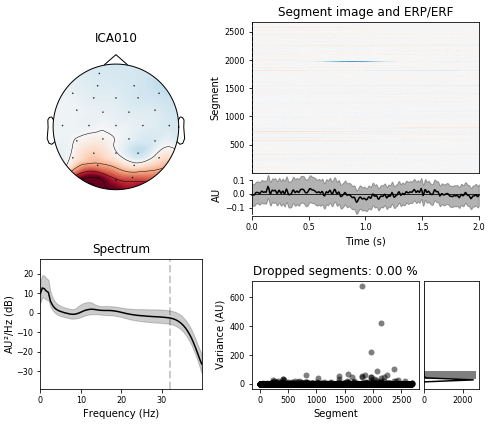 ICA010
Segment image and ERP/ERF
Segment
2500
2000
1500
1000
500
AU
0.1
0.0
−0.1
0.0 0.5 1.0 1.5 2.0
Time (s)
Spectrum
AU²/Hz (dB)
20
10
0
−10
−20
−30
0 10 20 30
Frequency (Hz)
Dropped segments: 0.00 %
Variance (AU)
600
400
200
0
0 500 1000 1500 2000 2500
Segment
0 2000